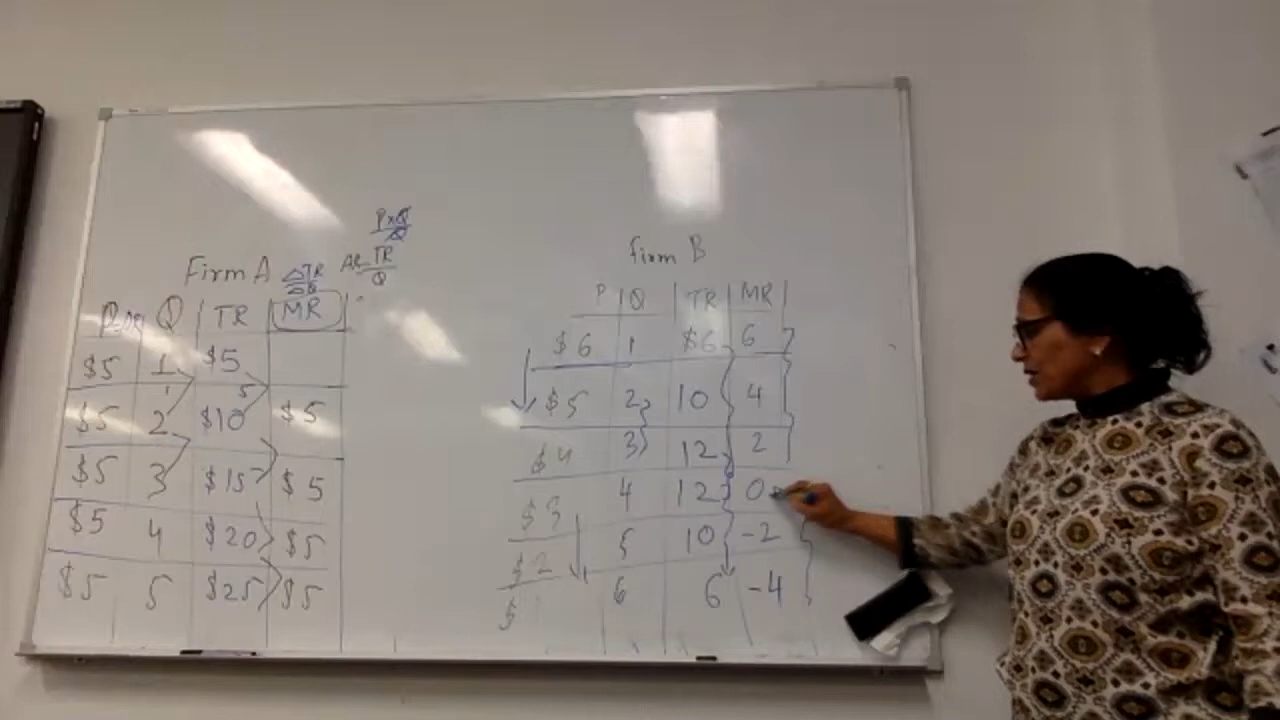 P×Q
Q
Firm A ΔTR AR = TR
ΔQ Q
Q TR MR
$5 1 $5
1 5
$5 2 $10 $5
$5 3 $15 $5
$5 4 $20 $5
$5 5 $25 $5
firm B
P Q TR MR
$6 1 $6 6
$5 2 10 4
$4 3 12 2
$3 4 12 0
$2 5 10 -2
$ 6 6 -4